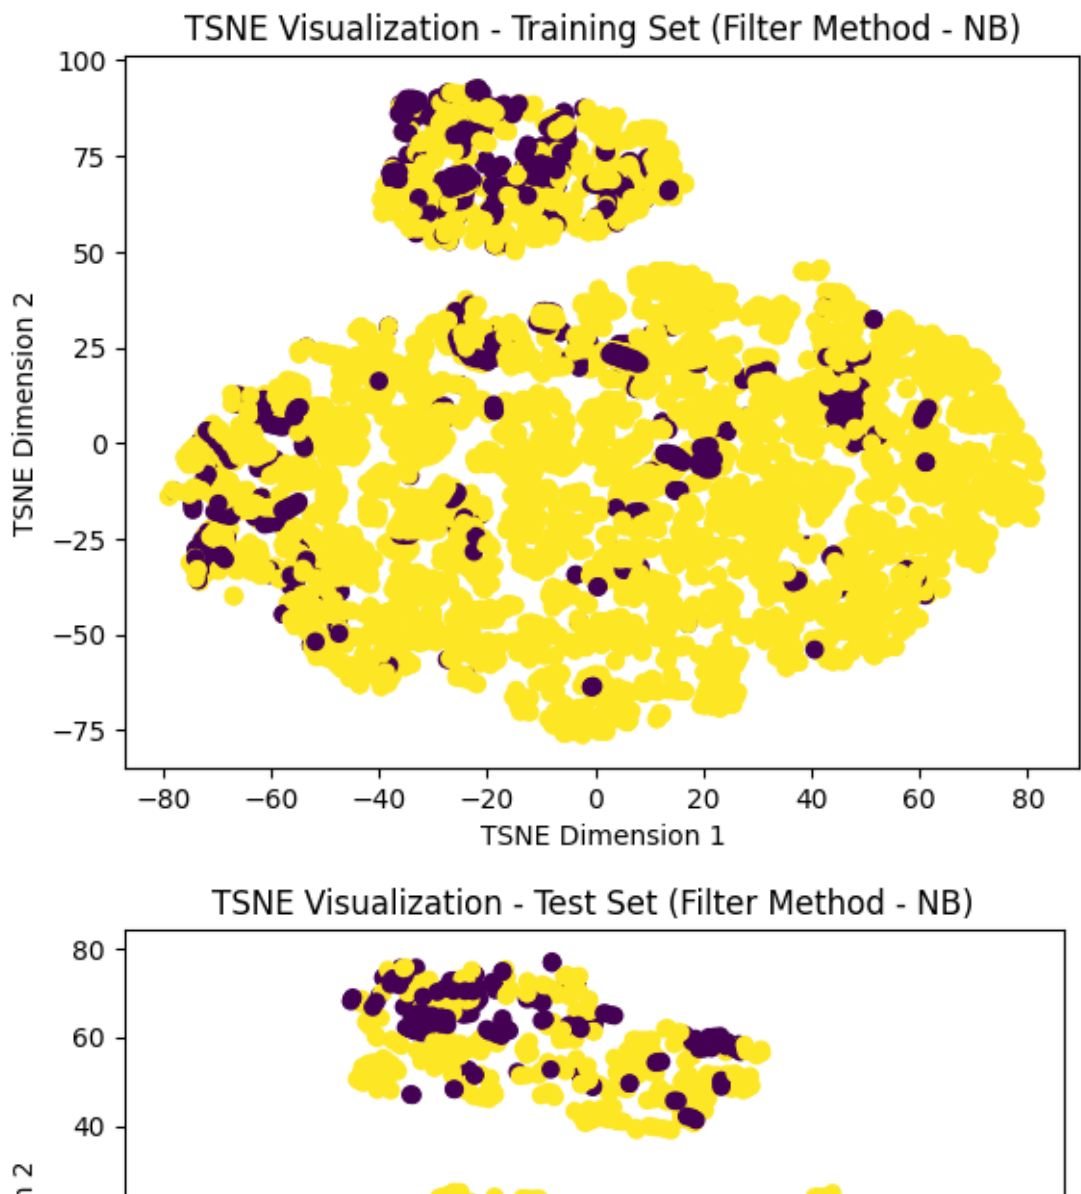 TSNE Visualization - Training Set (Filter Method - NB)
100
75
50
25
0
−25
−50
−75
TSNE Dimension 2
−80 −60 −40 −20 0 20 40 60 80
TSNE Dimension 1
TSNE Visualization - Test Set (Filter Method - NB)
80
60
40
2